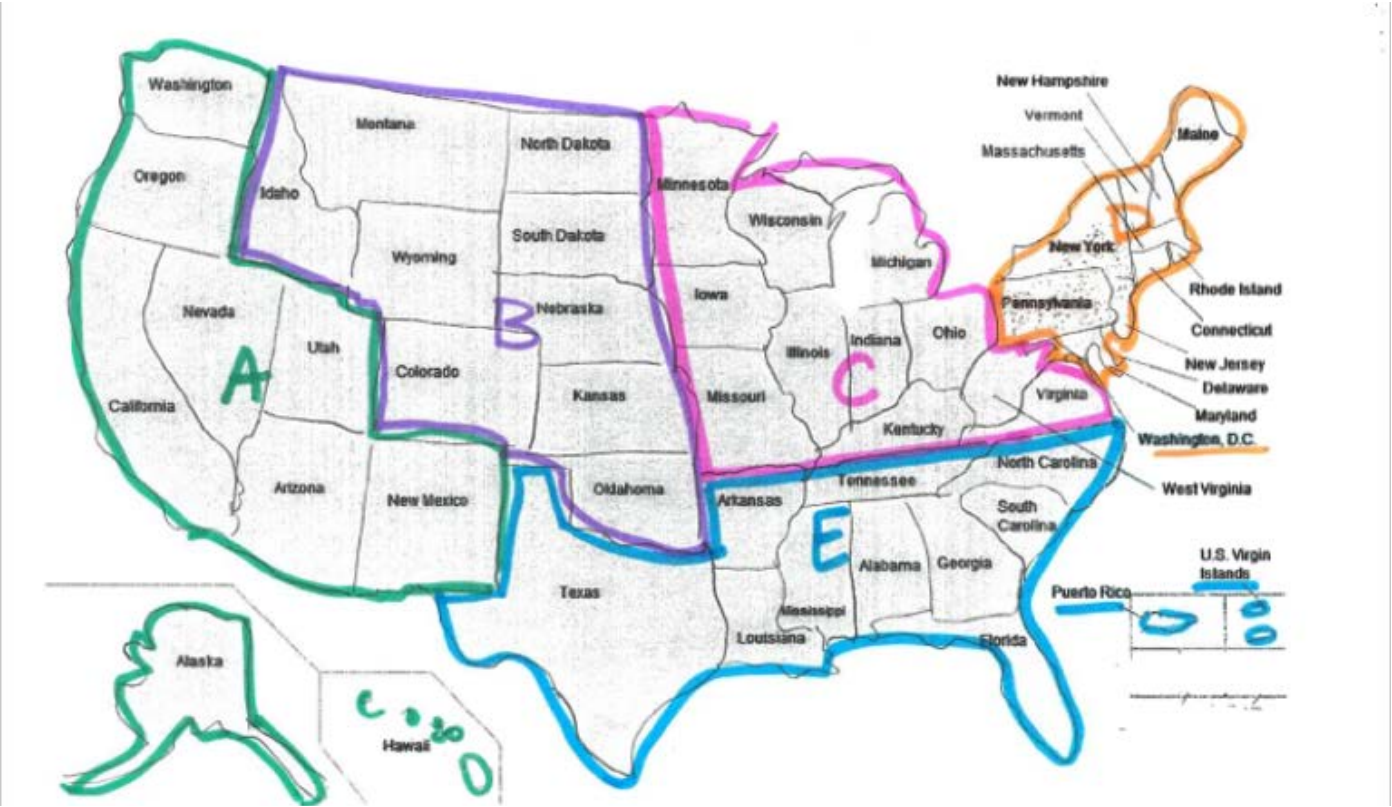 Washington
Montana
North Dakota
Minnesota
New Hampshire
Vermont
Massachusetts
Maine
Oregon
Idaho
Wyoming
South Dakota
Wisconsin
Michigan
New York
D
Nevada
Utah
A
California
Colorado
B
Nebraska
Kansas
Iowa
Illinois
Indiana
Ohio
C
Missouri
Kentucky
Pennsylvania
Virginia
Rhode Island
Connecticut
New Jersey
Delaware
Maryland
Washington, D.C.
West Virginia
Arizona
New Mexico
Oklahoma
Arkansas
Tennessee
North Carolina
South
Carolina
E
Texas
Alabama
Georgia
Mississippi
Louisiana
Florida
Puerto Rico
U.S. Virgin
Islands
Alaska
Hawaii